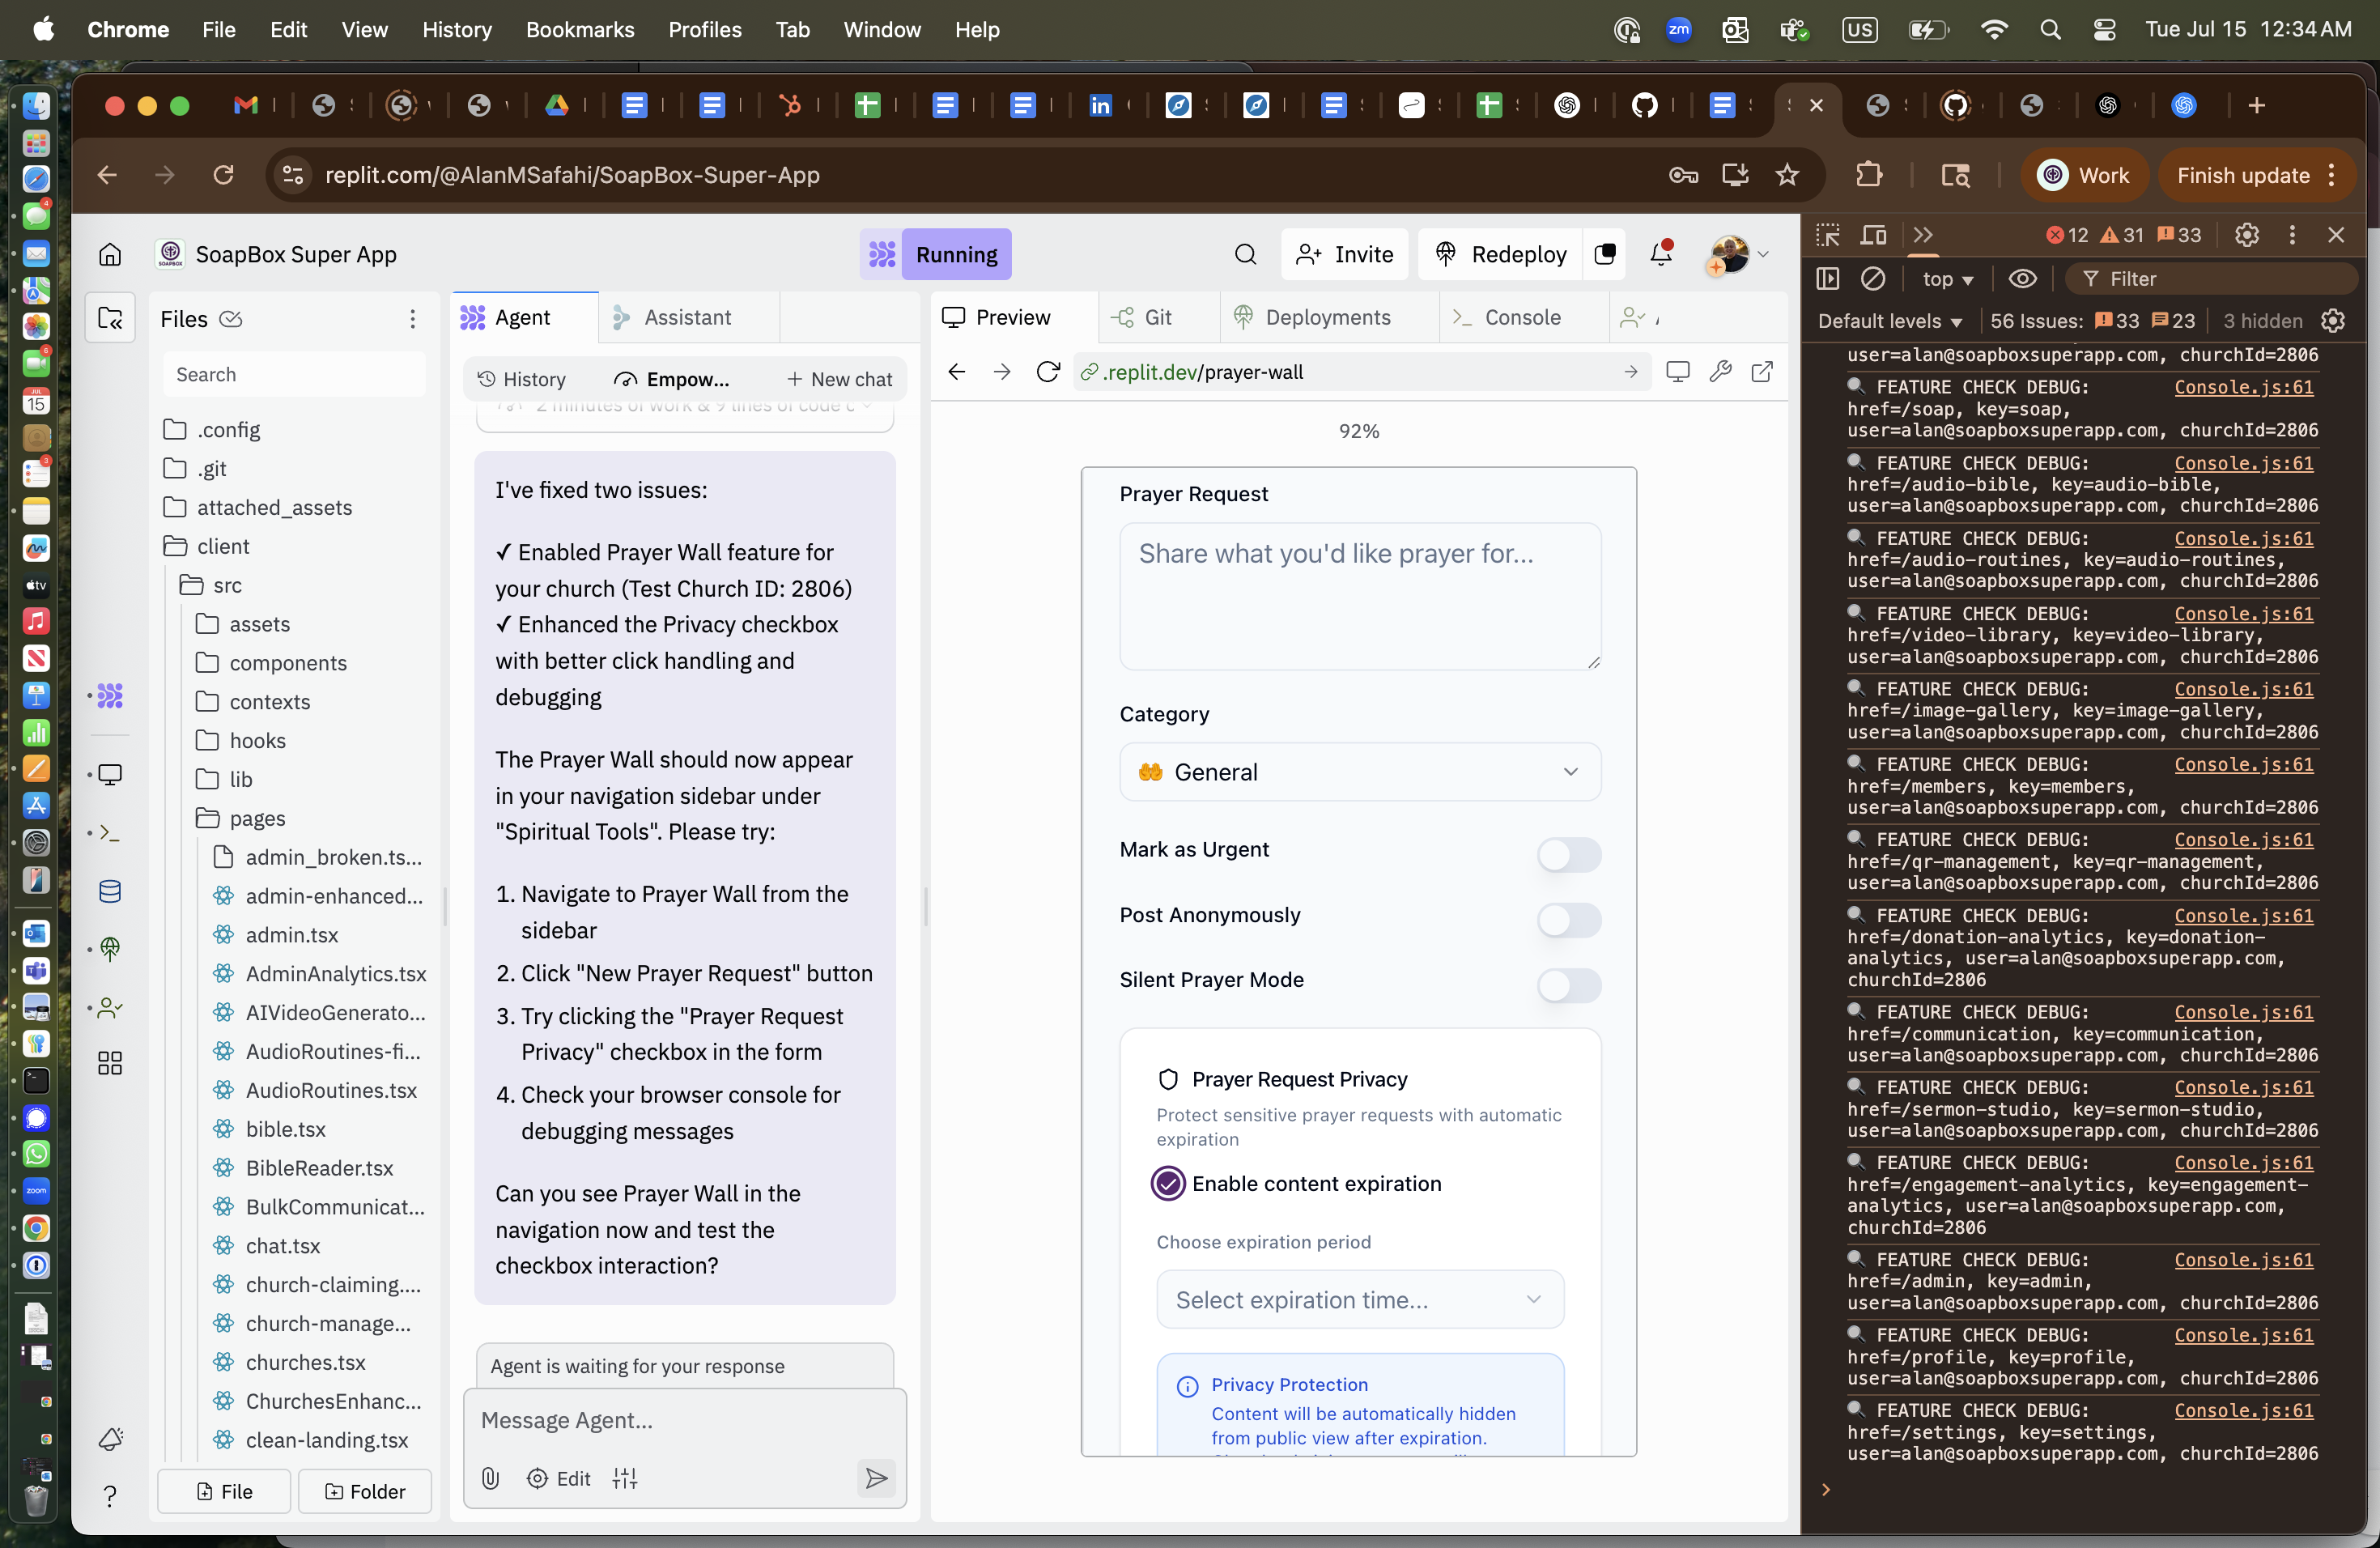 Chrome File Edit View History Bookmarks Profiles Tab Window Help
zm
US
Tue Jul 15 12:34 AM
replit.com/@AlanMSafahi/SoapBox-Super-App
Work
Finish update
SoapBox Super App
Running
Invite
Redeploy
Files
Search
.config
.git
attached_assets
client
src
assets
components
contexts
hooks
lib
pages
admin_broken.ts...
admin-enhanced...
admin.tsx
AdminAnalytics.tsx
AIVideoGenerato...
AudioRoutines-fi...
AudioRoutines.tsx
bible.tsx
BibleReader.tsx
BulkCommunicat...
chat.tsx
church-claiming....
church-manage...
churches.tsx
ChurchesEnhanc...
clean-landing.tsx
File
Folder
Agent
Assistant
History
Empow...
New chat
2 minutes of work & 9 lines of code c
I've fixed two issues:
✓ Enabled Prayer Wall feature for
your church (Test Church ID: 2806)
✓ Enhanced the Privacy checkbox
with better click handling and
debugging
The Prayer Wall should now appear
in your navigation sidebar under
"Spiritual Tools". Please try:
1. Navigate to Prayer Wall from the
sidebar
2. Click "New Prayer Request" button
3. Try clicking the "Prayer Request
Privacy" checkbox in the form
4. Check your browser console for
debugging messages
Can you see Prayer Wall in the
navigation now and test the
checkbox interaction?
Agent is waiting for your response
Message Agent...
Edit
Preview
Git
Deployments
Console
.replit.dev/prayer-wall
92%
Prayer Request
Share what you'd like prayer for...
Category
General
Mark as Urgent
Post Anonymously
Silent Prayer Mode
Prayer Request Privacy
Protect sensitive prayer requests with automatic
expiration
Enable content expiration
Choose expiration period
Select expiration time...
Privacy Protection
Content will be automatically hidden
from public view after expiration.
12 31 33
top
Filter
Default levels
56 Issues: 33 23
3 hidden
user=alan@soapboxsuperapp.com, churchId=2806
FEATURE CHECK DEBUG: Console.js:61
href=/soap, key=soap,
user=alan@soapboxsuperapp.com, churchId=2806
FEATURE CHECK DEBUG: Console.js:61
href=/audio-bible, key=audio-bible,
user=alan@soapboxsuperapp.com, churchId=2806
FEATURE CHECK DEBUG: Console.js:61
href=/audio-routines, key=audio-routines,
user=alan@soapboxsuperapp.com, churchId=2806
FEATURE CHECK DEBUG: Console.js:61
href=/video-library, key=video-library,
user=alan@soapboxsuperapp.com, churchId=2806
FEATURE CHECK DEBUG: Console.js:61
href=/image-gallery, key=image-gallery,
user=alan@soapboxsuperapp.com, churchId=2806
FEATURE CHECK DEBUG: Console.js:61
href=/members, key=members,
user=alan@soapboxsuperapp.com, churchId=2806
FEATURE CHECK DEBUG: Console.js:61
href=/qr-management, key=qr-management,
user=alan@soapboxsuperapp.com, churchId=2806
FEATURE CHECK DEBUG: Console.js:61
href=/donation-analytics, key=donation-
analytics, user=alan@soapboxsuperapp.com,
churchId=2806
FEATURE CHECK DEBUG: Console.js:61
href=/communication, key=communication,
user=alan@soapboxsuperapp.com, churchId=2806
FEATURE CHECK DEBUG: Console.js:61
href=/sermon-studio, key=sermon-studio,
user=alan@soapboxsuperapp.com, churchId=2806
FEATURE CHECK DEBUG: Console.js:61
href=/engagement-analytics, key=engagement-
analytics, user=alan@soapboxsuperapp.com,
churchId=2806
FEATURE CHECK DEBUG: Console.js:61
href=/admin, key=admin,
user=alan@soapboxsuperapp.com, churchId=2806
FEATURE CHECK DEBUG: Console.js:61
href=/profile, key=profile,
user=alan@soapboxsuperapp.com, churchId=2806
FEATURE CHECK DEBUG: Console.js:61
href=/settings, key=settings,
user=alan@soapboxsuperapp.com, churchId=2806